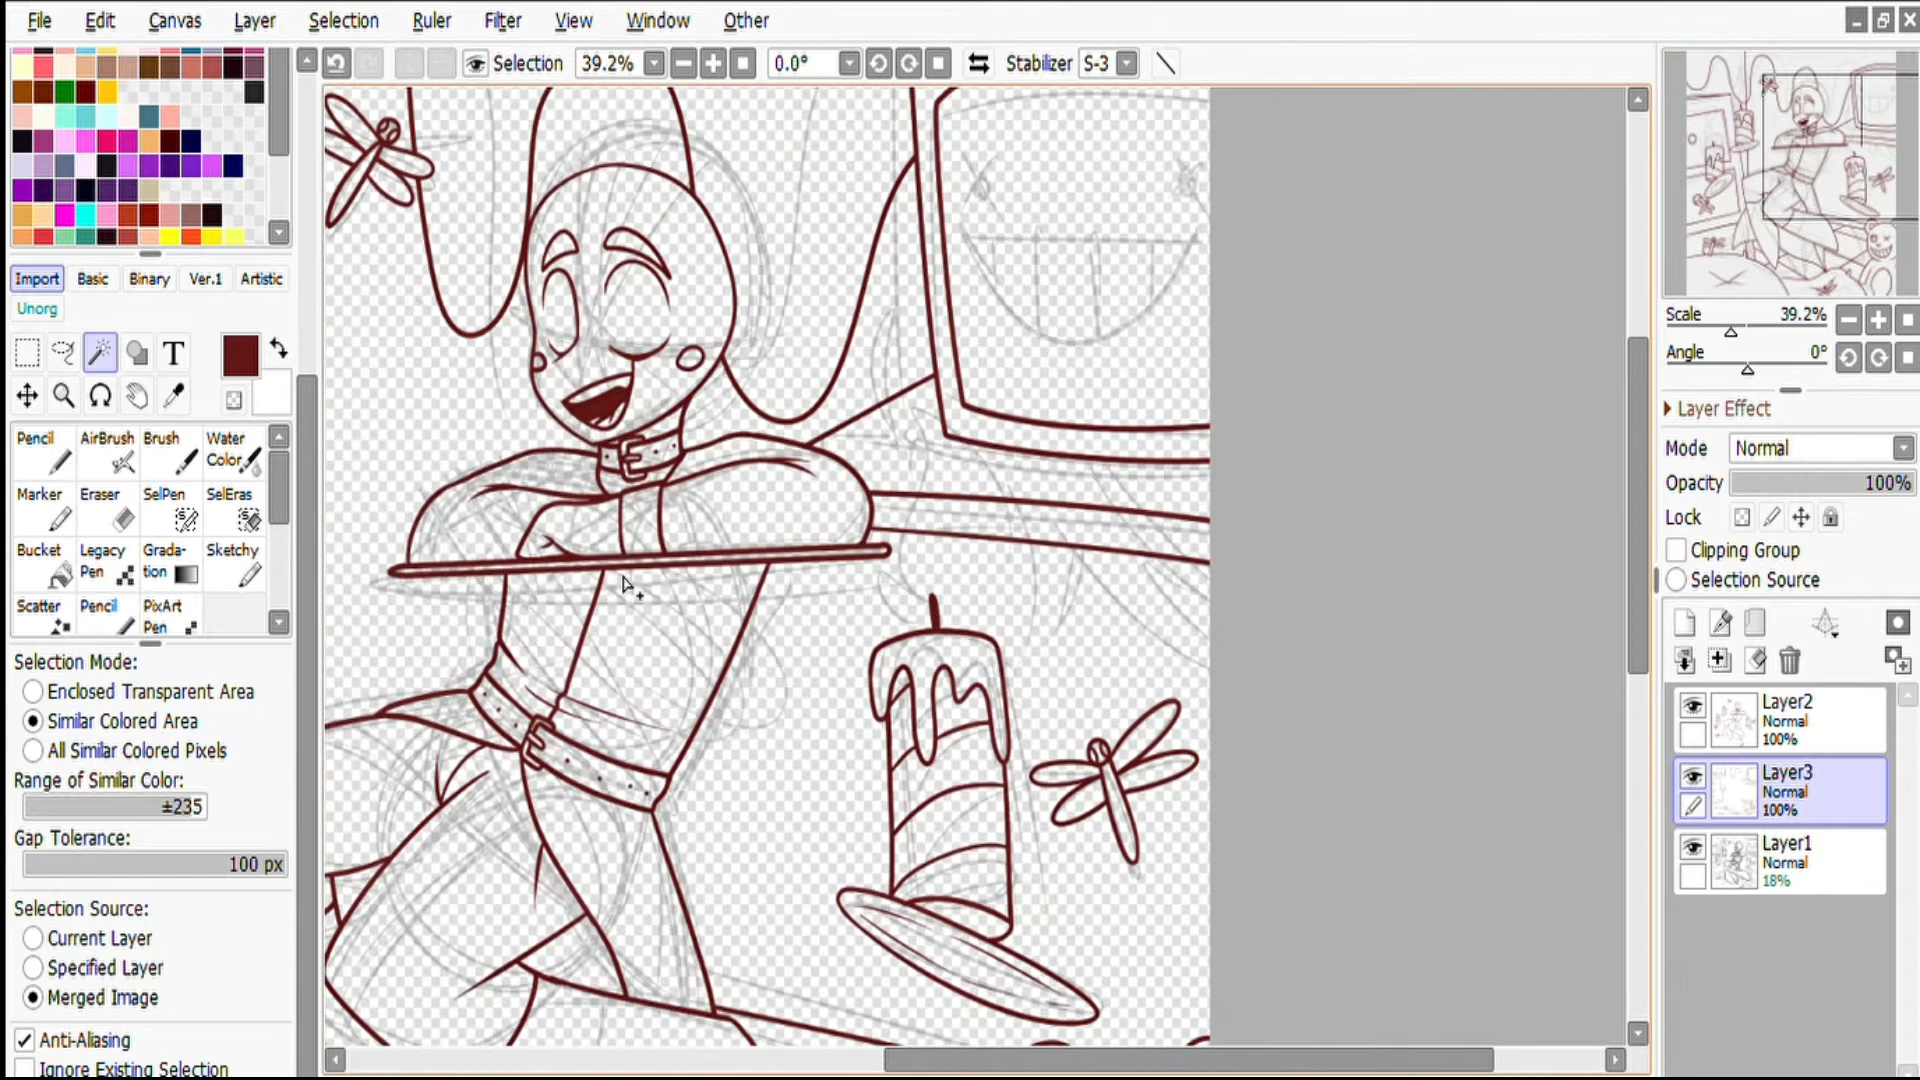 File Edit Canvas Layer Selection Ruler Filter View Window Other
Selection 39.2% 0.0° Stabilizer S-3
Import Basic Binary Ver.1 Artistic
Unorg
T
Pencil AirBrush Brush Water Color
Marker Eraser SelPen SelEras
Bucket Legacy Pen Grada-tion Sketchy
Scatter Pencil PixArt Pen
Selection Mode:
Enclosed Transparent Area
Similar Colored Area
All Similar Colored Pixels
Range of Similar Color:
±235
Gap Tolerance:
100 px
Selection Source:
Current Layer
Specified Layer
Merged Image
Anti-Aliasing
Ignore Existing Selection
Scale 39.2%
Angle 0°
Layer Effect
Mode Normal
Opacity 100%
Lock
Clipping Group
Selection Source
Layer2
Normal
100%
Layer3
Normal
100%
Layer1
Normal
18%